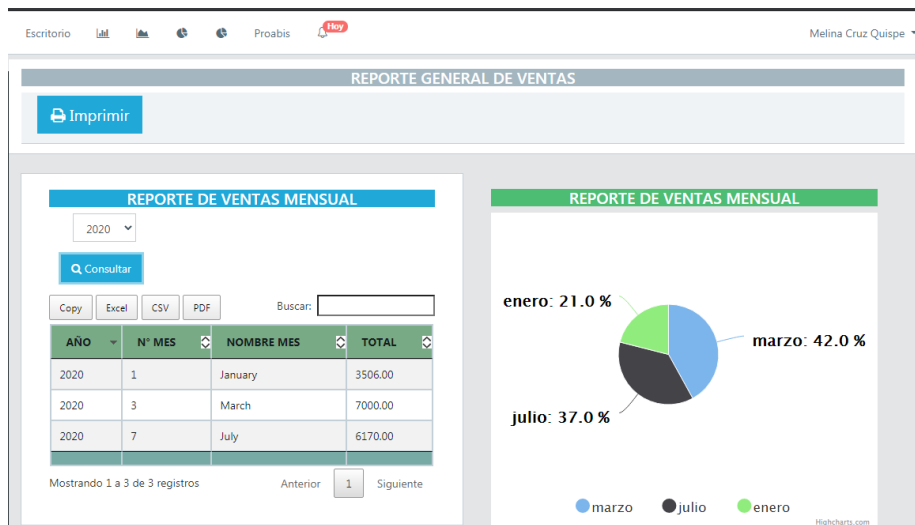 Escritorio Proabis Hoy Melina Cruz Quispe
REPORTE GENERAL DE VENTAS
Imprimir
REPORTE DE VENTAS MENSUAL
2020
Consultar
Copy Excel CSV PDF Buscar:
AÑO N° MES NOMBRE MES TOTAL
2020 1 January 3506.00
2020 3 March 7000.00
2020 7 July 6170.00
Mostrando 1 a 3 de 3 registros Anterior 1 Siguiente
REPORTE DE VENTAS MENSUAL
enero: 21.0 %
marzo: 42.0 %
julio: 37.0 %
marzo julio enero
Highcharts.com